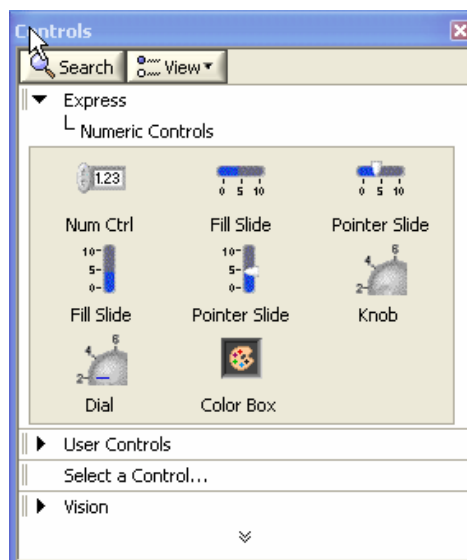 Controls
Search View
Express
Numeric Controls
1.23
0 5 10
0 5 10
Num Ctrl Fill Slide Pointer Slide
10-
5-
0-
10-
5-
0-
2 4 6
Fill Slide Pointer Slide Knob
2 4 6
Dial Color Box
User Controls
Select a Control...
Vision